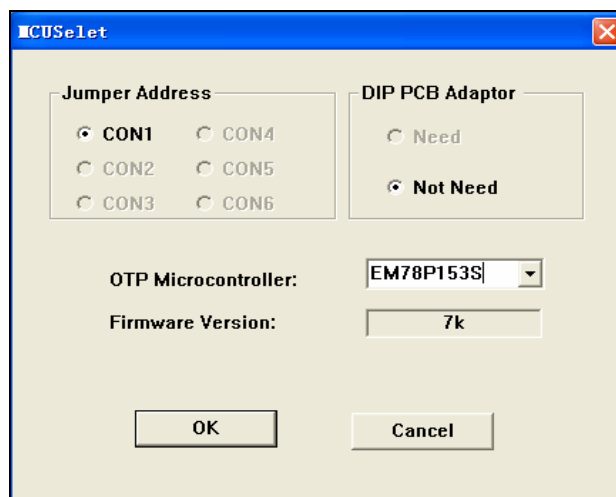 MCUSelet
Jumper Address
CON1
CON4
CON2
CON5
CON3
CON6
DIP PCB Adaptor
Need
Not Need
OTP Microcontroller:
EM78P153S
Firmware Version:
7k
OK
Cancel